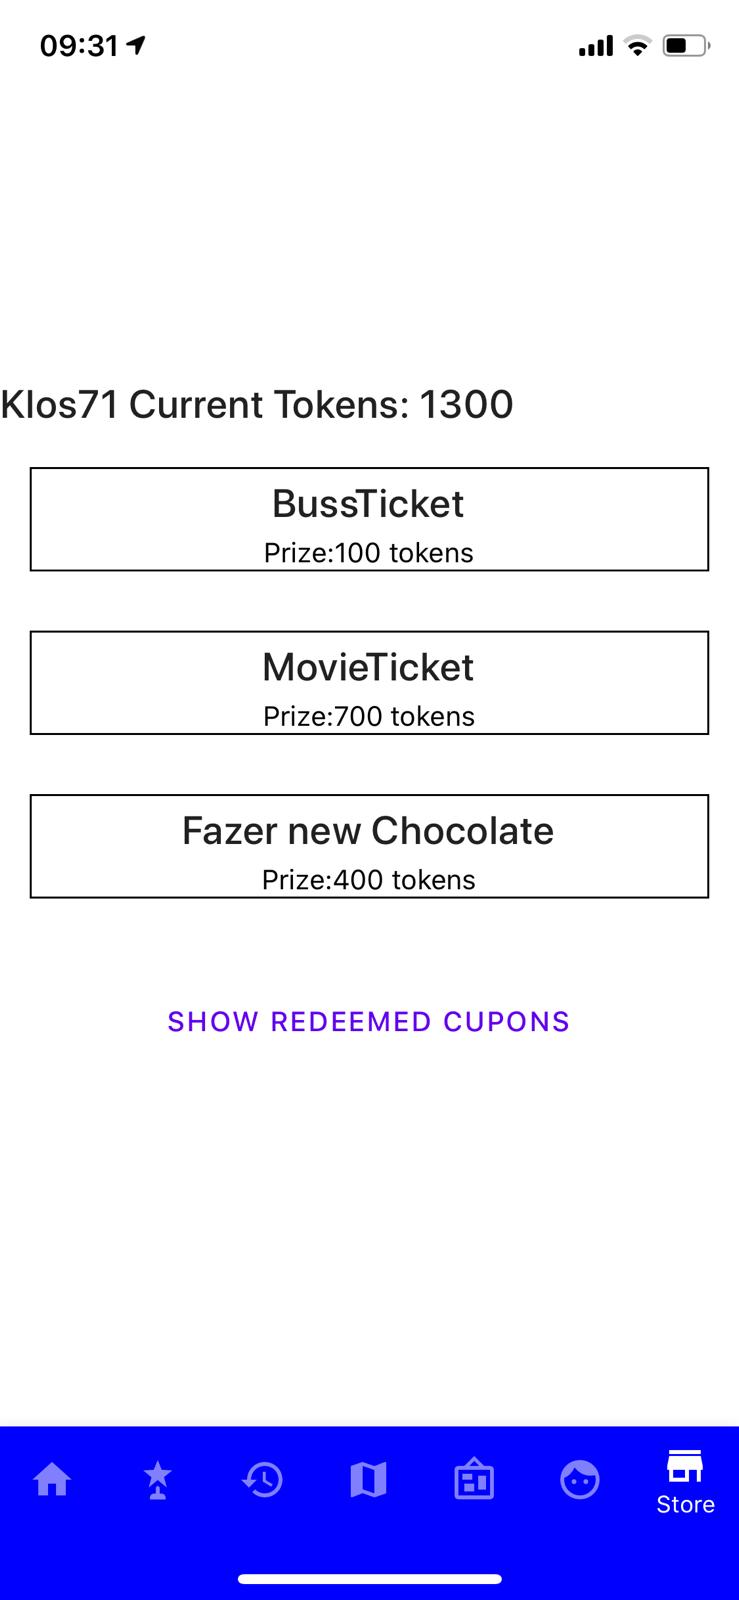 09:31
Klos71 Current Tokens: 1300
BussTicket
Prize:100 tokens
MovieTicket
Prize:700 tokens
Fazer new Chocolate
Prize:400 tokens
SHOW REDEEMED CUPONS
Store